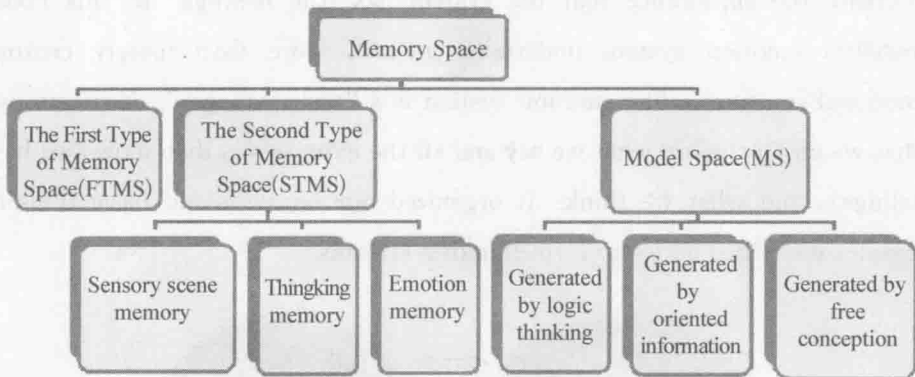 Memory Space
The First Type
of Memory
Space(FTMS)
The Second Type
of Memory
Space(STMS)
Model Space(MS)
Sensory scene
memory
Thingking
memory
Emotion
memory
Generated
by logic
thinking
Generated
by
oriented
information
Generated by
free
conception